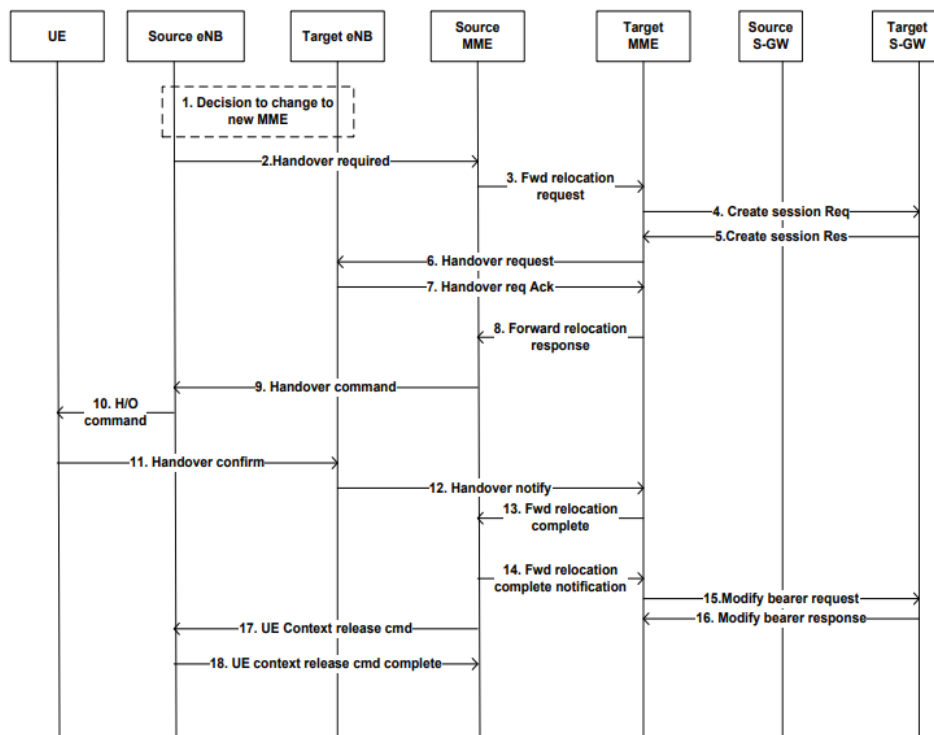 UE
Source eNB
Target eNB
Source
MME
Target
MME
Source
S-GW
Target
S-GW
1. Decision to change to
new MME
2.Handover required
3. Fwd relocation
request
4. Create session Req
5.Create session Res
6. Handover request
7. Handover req Ack
8. Forward relocation
response
9. Handover command
10. H/O
command
11. Handover confirm
12. Handover notify
13. Fwd relocation
complete
14. Fwd relocation
complete notification
15.Modify bearer request
16. Modify bearer response
17. UE Context release cmd
18. UE context release cmd complete